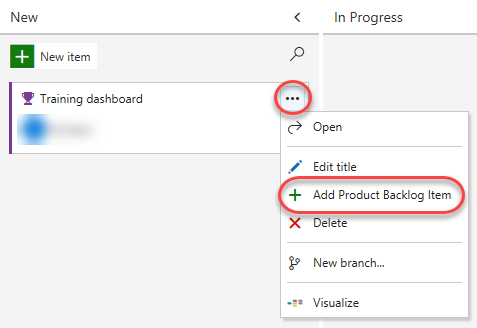 New
In Progress
New item
Training dashboard
Open
Edit title
Add Product Backlog Item
Delete
New branch...
Visualize